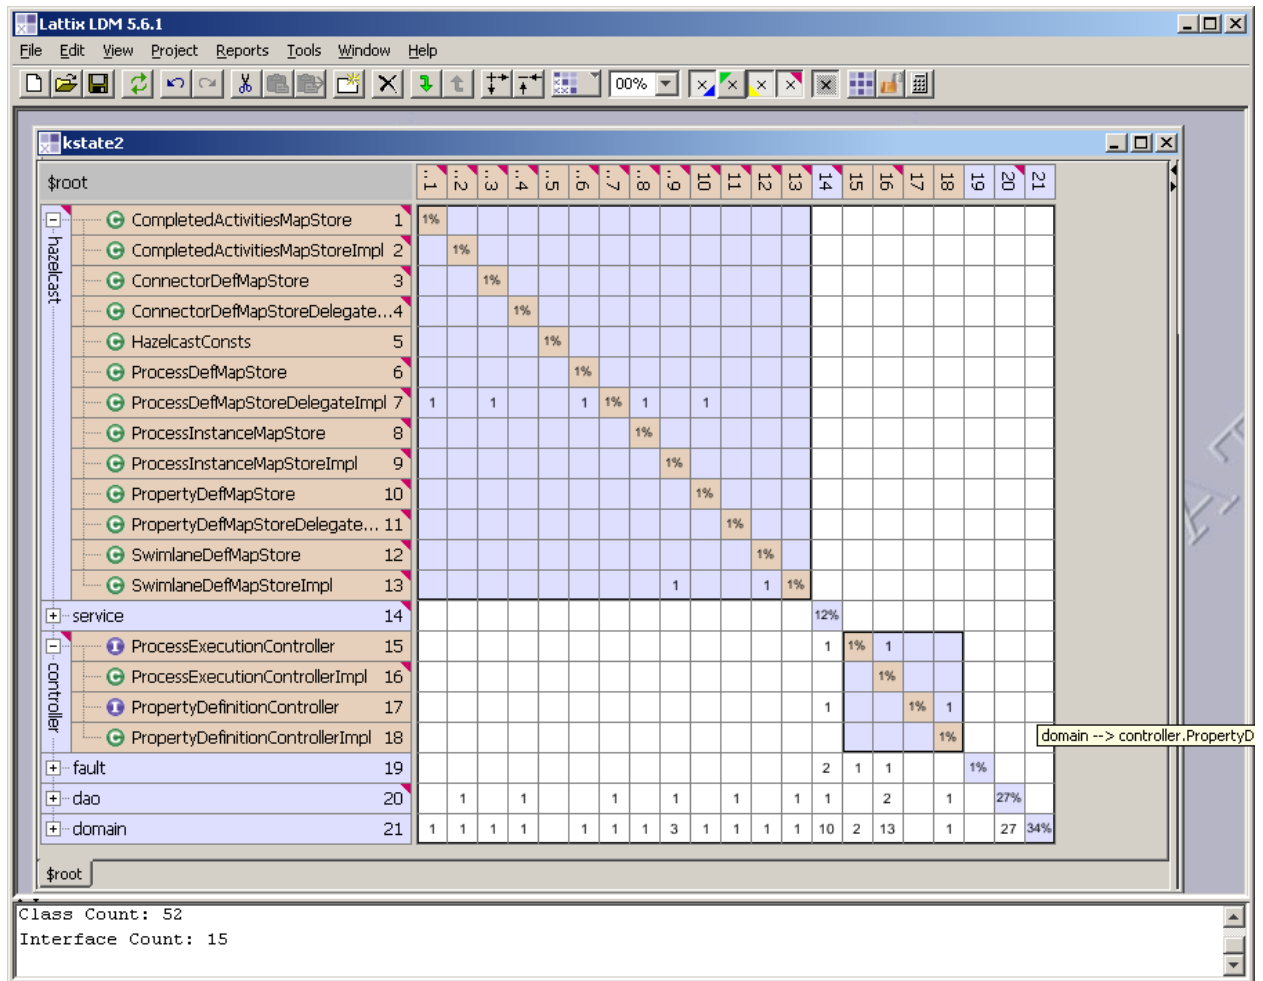 Lattix LDM 5.6.1
File Edit View Project Reports Tools Window Help
00%
kstate2
$root ..1 ..2 ..3 ..4 ..5 ..6 ..7 ..8 ..9 10 11 12 13 14 15 16 17 18 19 20 21
hazelcast
CompletedActivitiesMapStore 1 1%
CompletedActivitiesMapStoreImpl 2 1%
ConnectorDefMapStore 3 1%
ConnectorDefMapStoreDelegate...4 1%
HazelcastConsts 5 1%
ProcessDefMapStore 6 1%
ProcessDefMapStoreDelegateImpl 7 1 1 1 1% 1 1
ProcessInstanceMapStore 8 1%
ProcessInstanceMapStoreImpl 9 1%
PropertyDefMapStore 10 1%
PropertyDefMapStoreDelegate... 11 1%
SwimlaneDefMapStore 12 1%
SwimlaneDefMapStoreImpl 13 1 1 1%
service 14 12%
controller
ProcessExecutionController 15 1 1% 1
ProcessExecutionControllerImpl 16 1%
PropertyDefinitionController 17 1 1% 1
PropertyDefinitionControllerImpl 18 1%
domain --> controller.PropertyD
fault 19 2 1 1 1%
dao 20 1 1 1 1 1 1 1 2 1 27%
domain 21 1 1 1 1 1 1 1 3 1 1 1 1 10 2 13 1 27 34%
$root
Class Count: 52
Interface Count: 15